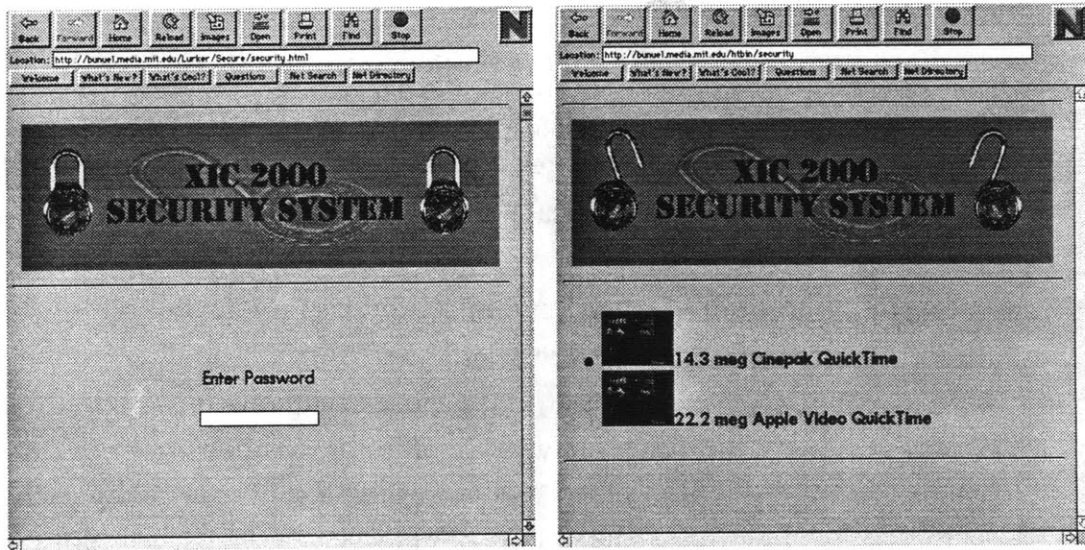 Back Forward Home Reload Images Open Print Find Stop
N
Location: http://bunuel.media.mit.edu/Lurker/Secure/security.html
Welcome What's New? What's Cool? Questions Net Search Net Directory
XIC 2000
SECURITY SYSTEM
Enter Password
Back Forward Home Reload Images Open Print Find Stop
N
Location: http://bunuel.media.mit.edu/htbin/security
Welcome What's New? What's Cool? Questions Net Search Net Directory
XIC 2000
SECURITY SYSTEM
14.3 meg Cinepak QuickTime
22.2 meg Apple Video QuickTime